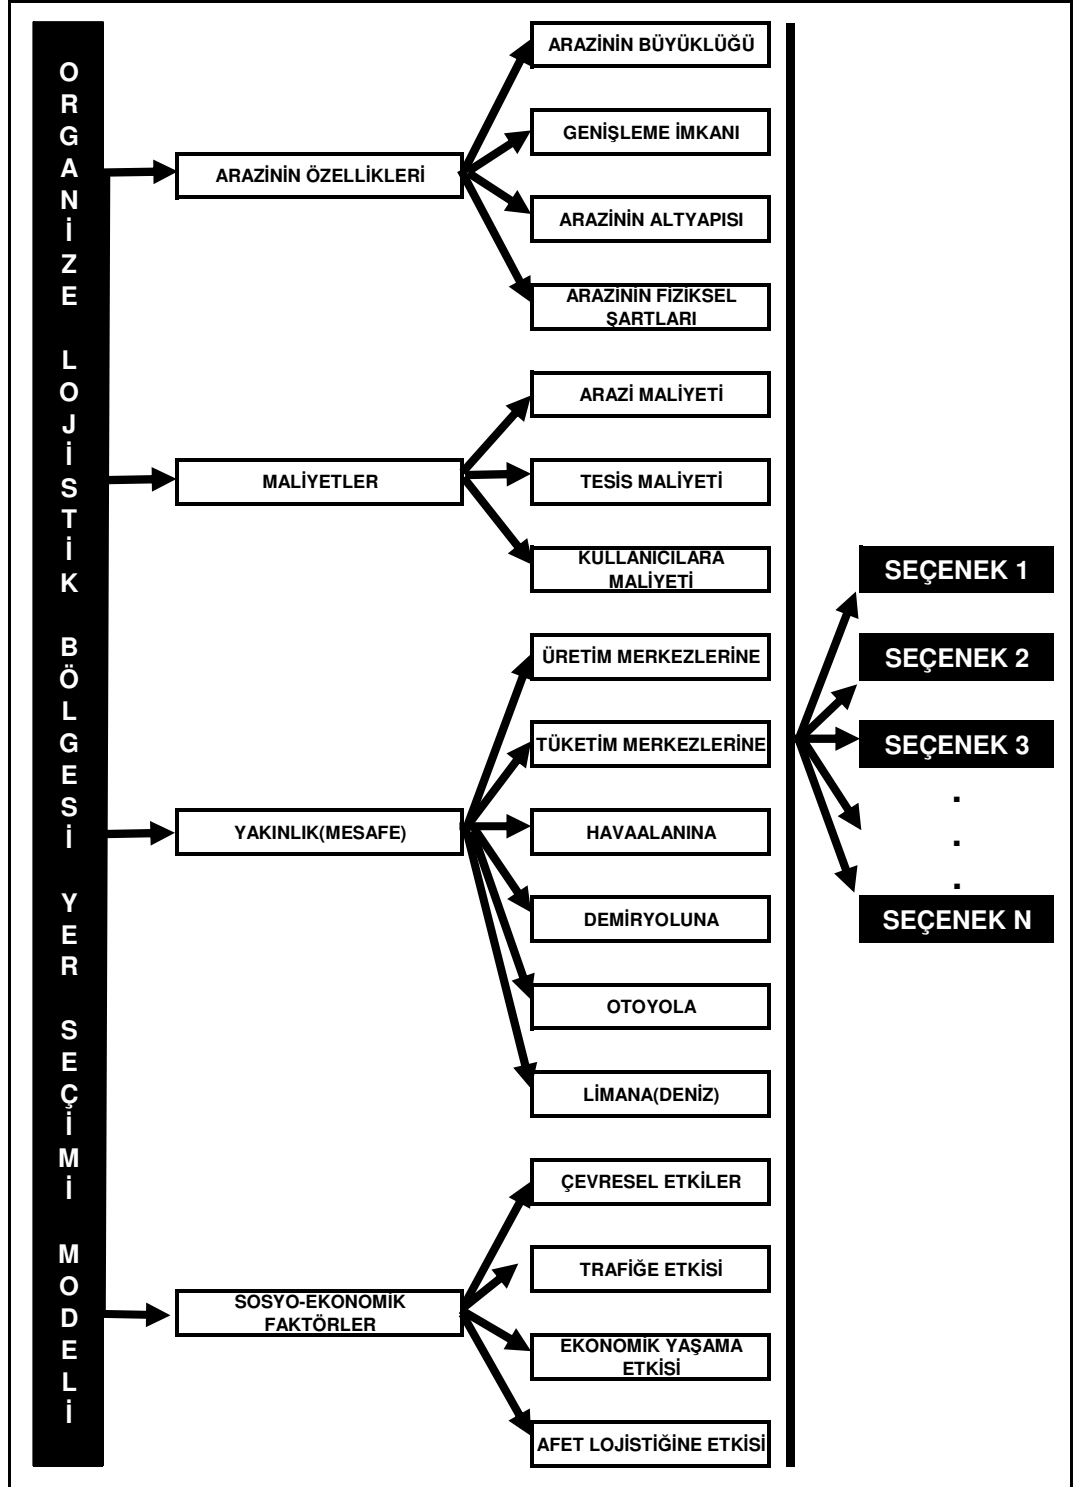 ORGANİZE LOJİSTİK BÖLGESİ YER SEÇİMİ MODELİ
ARAZİNİN ÖZELLİKLERİ
ARAZİNİN BÜYÜKLÜĞÜ
GENİŞLEME İMKANI
ARAZİNİN ALTYAPISI
ARAZİNİN FİZİKSEL
ŞARTLARI
MALİYETLER
ARAZİ MALİYETİ
TESİS MALİYETİ
KULLANICILARA
MALİYETİ
YAKINLIK(MESAFE)
ÜRETİM MERKEZLERİNE
TÜKETİM MERKEZLERİNE
HAVAALANINA
DEMİRYOLUNA
OTOYOLA
LİMANA(DENİZ)
SOSYO-EKONOMİK
FAKTÖRLER
ÇEVRESEL ETKİLER
TRAFİĞE ETKİSİ
EKONOMİK YAŞAMA
ETKİSİ
AFET LOJİSTİĞİNE ETKİSİ
SEÇENEK 1
SEÇENEK 2
SEÇENEK 3
.
.
.
SEÇENEK N